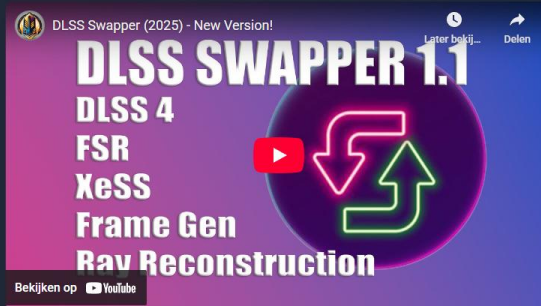 DLSS Swapper (2025) - New Version!
Later bekij...
Delen
DLSS SWAPPER 1.1
DLSS 4
FSR
XeSS
Frame Gen
Ray Reconstruction
Bekijken op YouTube